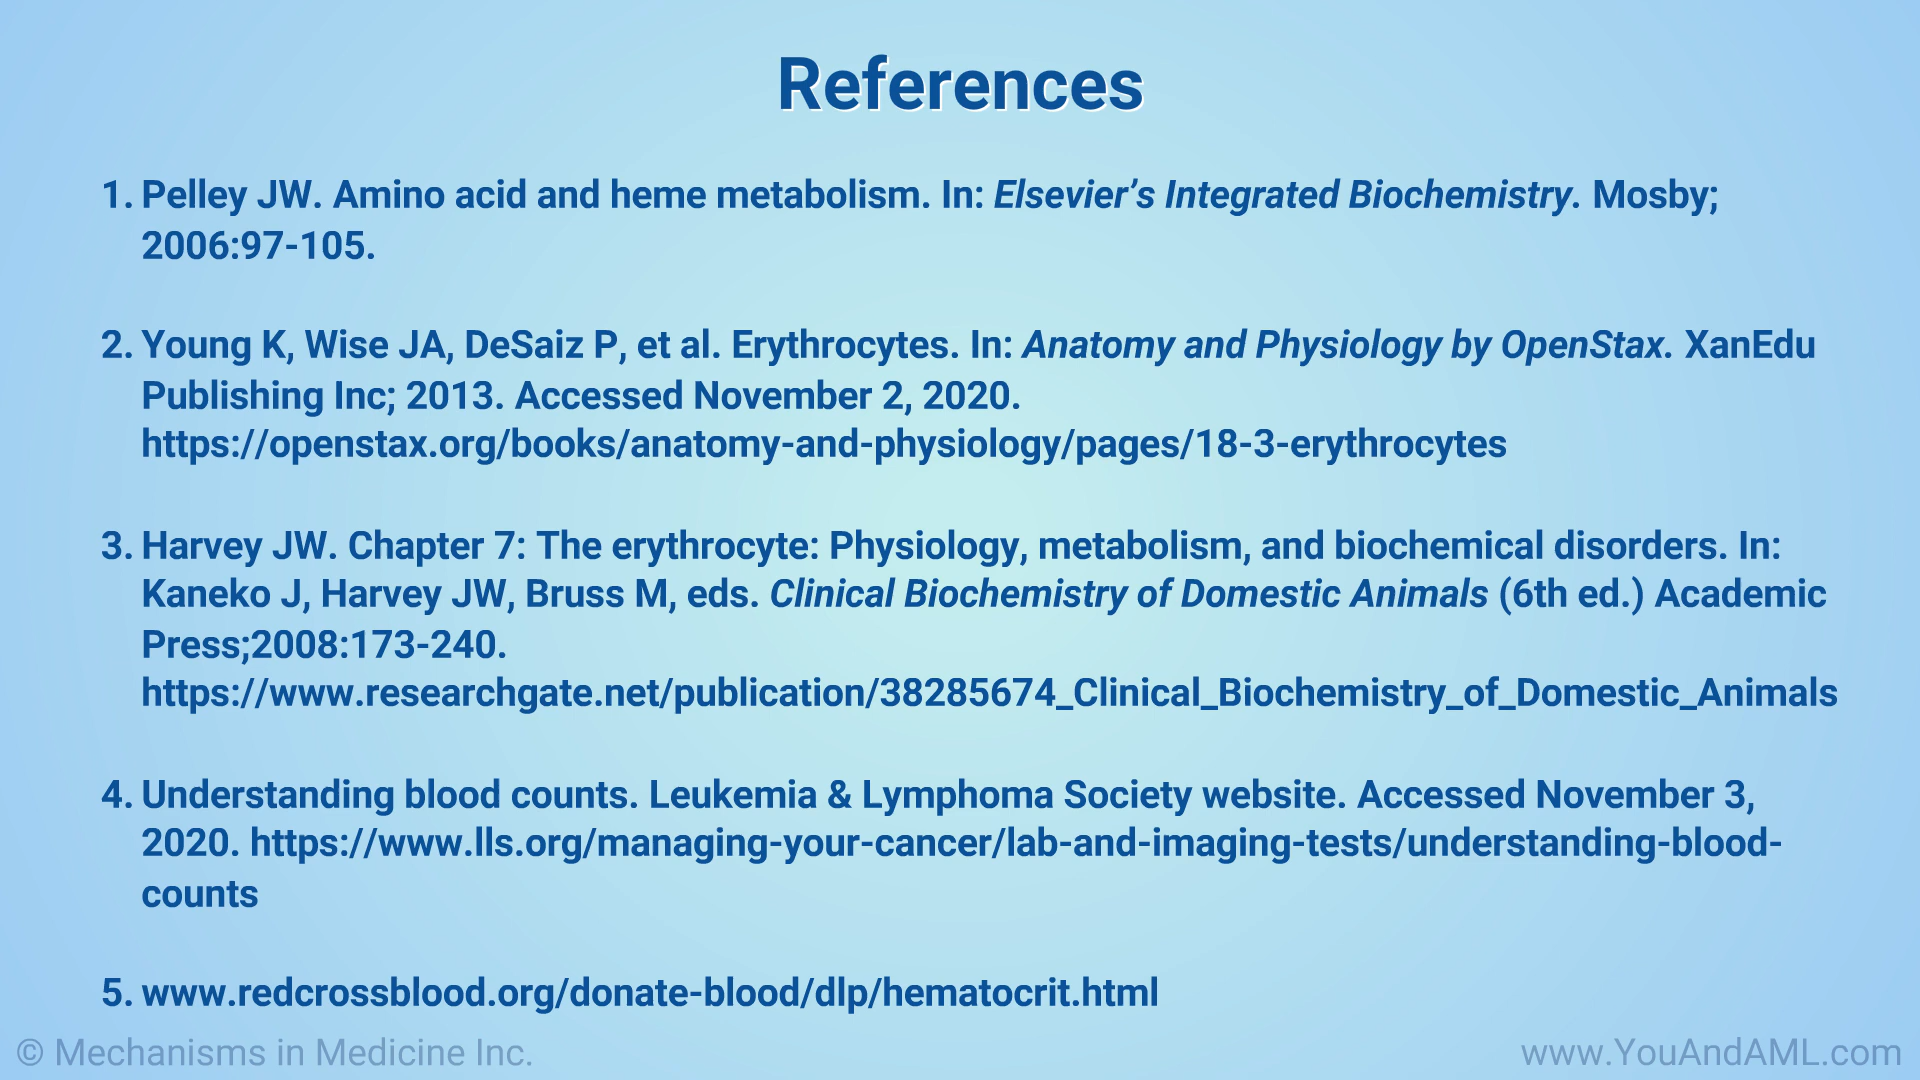 References
1. Pelley JW. Amino acid and heme metabolism. In: Elsevier’s Integrated Biochemistry. Mosby;
2006:97-105.
2. Young K, Wise JA, DeSaiz P, et al. Erythrocytes. In: Anatomy and Physiology by OpenStax. XanEdu
Publishing Inc; 2013. Accessed November 2, 2020.
https://openstax.org/books/anatomy-and-physiology/pages/18-3-erythrocytes
3. Harvey JW. Chapter 7: The erythrocyte: Physiology, metabolism, and biochemical disorders. In:
Kaneko J, Harvey JW, Bruss M, eds. Clinical Biochemistry of Domestic Animals (6th ed.) Academic
Press;2008:173-240.
https://www.researchgate.net/publication/38285674_Clinical_Biochemistry_of_Domestic_Animals
4. Understanding blood counts. Leukemia & Lymphoma Society website. Accessed November 3,
2020. https://www.lls.org/managing-your-cancer/lab-and-imaging-tests/understanding-blood-
counts
5. www.redcrossblood.org/donate-blood/dlp/hematocrit.html
© Mechanisms in Medicine Inc.
www.YouAndAML.com